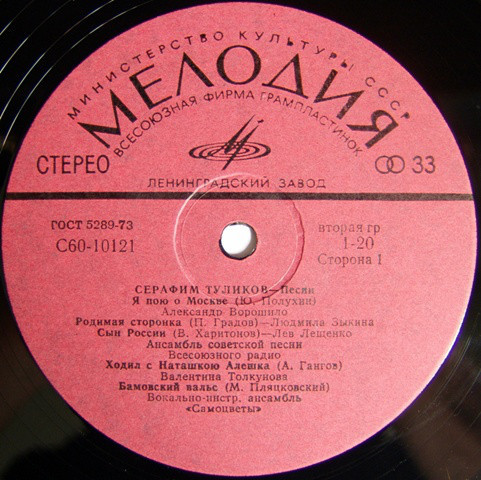 МИНИСТЕРСТВО КУЛЬТУРЫ СССР
МЕЛОДИЯ
ВСЕСОЮЗНАЯ ФИРМА ГРАМПЛАСТИНОК
СТЕРЕО
33
ЛЕНИНГРАДСКИЙ ЗАВОД
ГОСТ 5289-73
С60-10121
вторая гр
1-20
Сторона 1
СЕРАФИМ ТУЛИКОВ—Песни
Я пою о Москве (Ю. Полухин)
Александр Ворошило
Родимая сторонка (П. Градов)—Людмила Зыкина
Сын России (В. Харитонов)—Лев Лещенко
Ансамбль советской песни
Всесоюзного радио
Ходил с Наташкою Алешка (А. Гангов)
Валентина Толкунова
Бамовский вальс (М. Пляцковский)
Вокально-инстр. ансамбль
«Самоцветы»